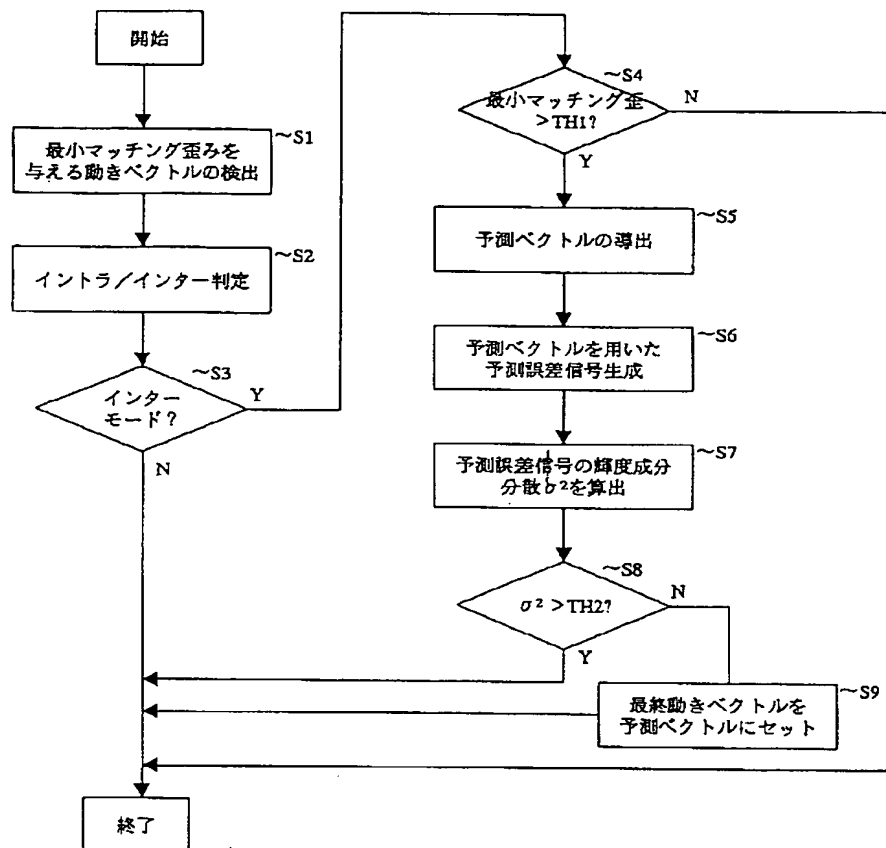 開始
最小マッチング歪みを
与える動きベクトルの検出
~S1
イントラ/インター判定
~S2
インター
モード?
~S3
Y
N
最小マッチング歪
>TH1?
~S4
N
Y
予測ベクトルの導出
~S5
予測ベクトルを用いた
予測誤差信号生成
~S6
予測誤差信号の輝度成分
分散σ²を算出
~S7
σ²>TH2?
~S8
N
Y
最終動きベクトルを
予測ベクトルにセット
~S9
終了